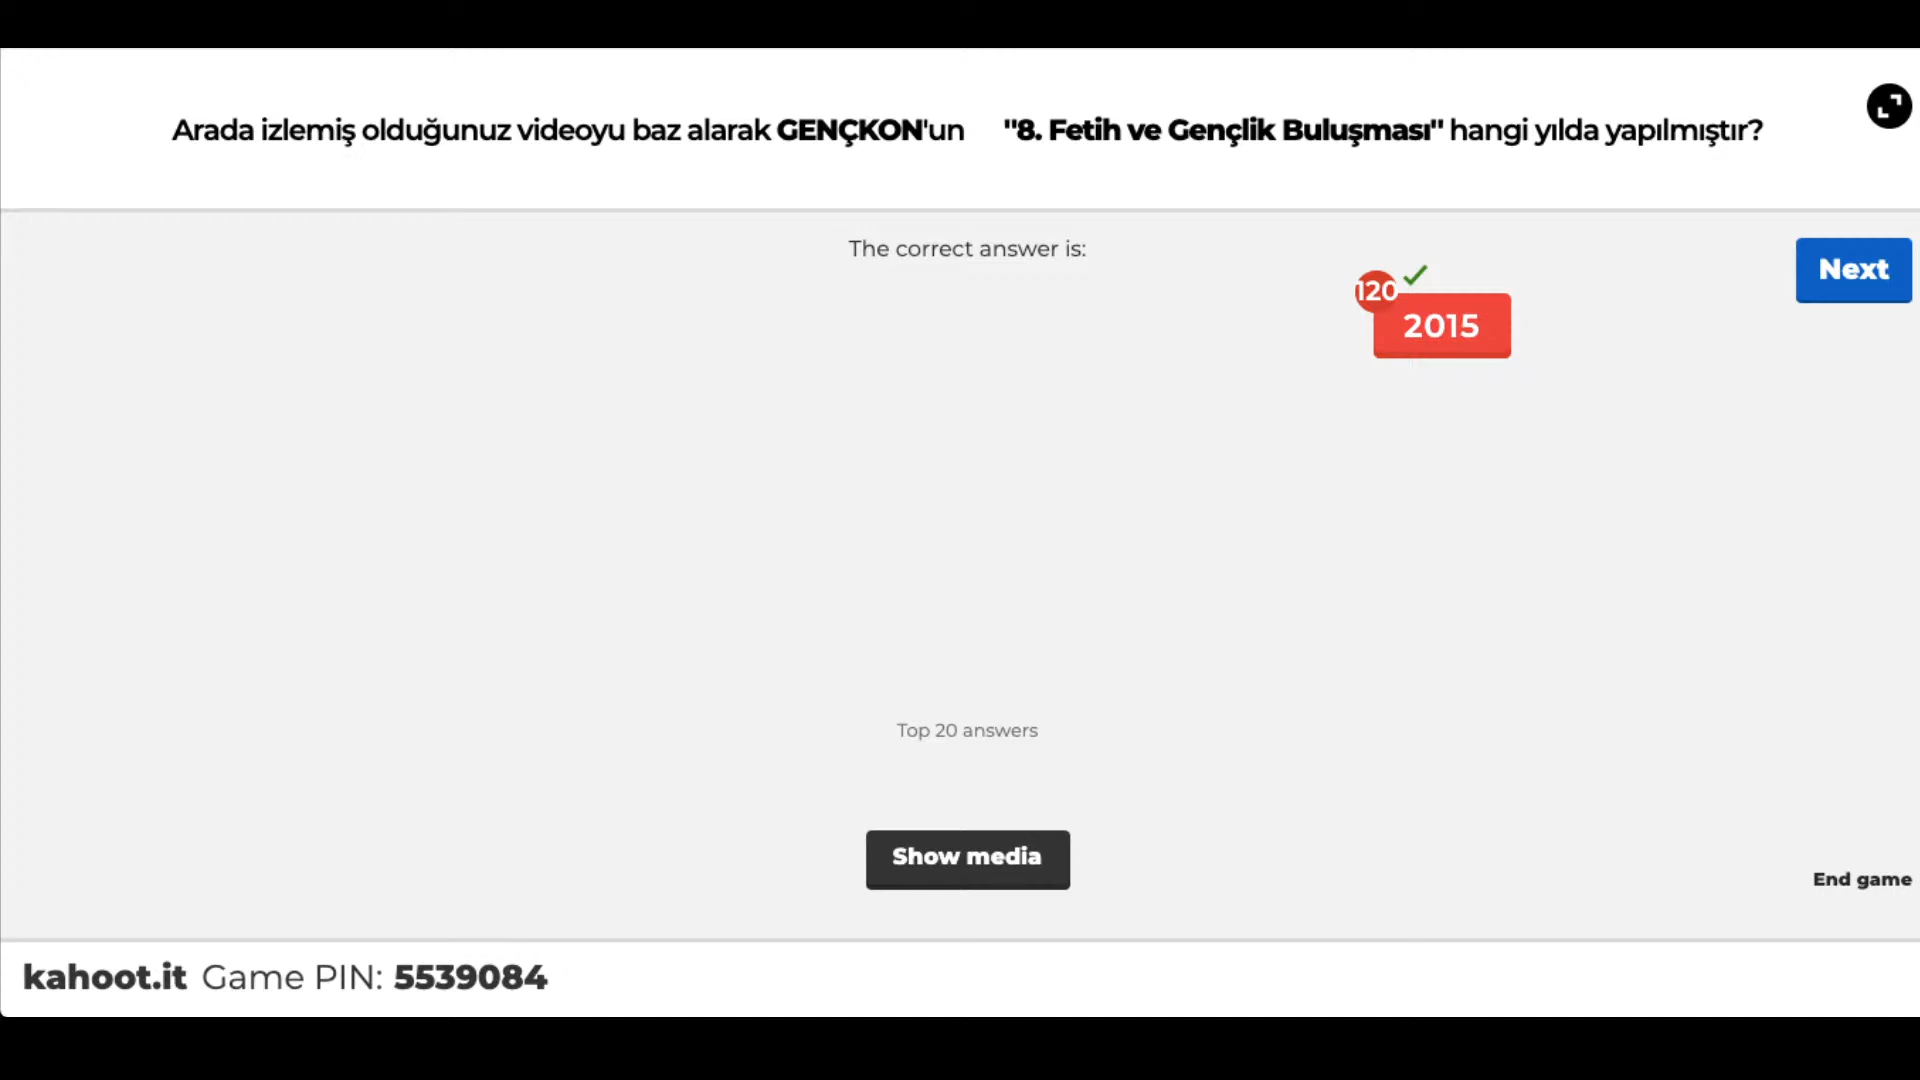 Arada izlemiş olduğunuz videoyu baz alarak GENÇKON'un "8. Fetih ve Gençlik Buluşması" hangi yılda yapılmıştır?
The correct answer is:
Next
120
2015
Top 20 answers
Show media
End game
kahoot.it Game PIN: 5539084